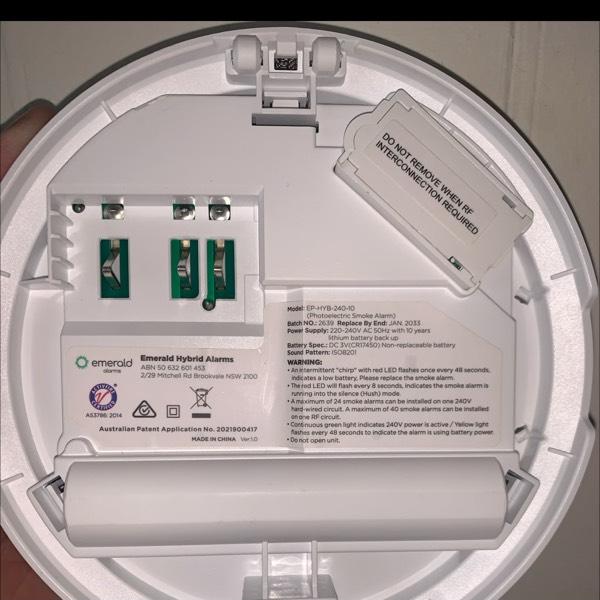 DO NOT REMOVE WHEN RF
INTERCONNECTION REQUIRED
Model: EP-HYB-240-10
(Photoelectric Smoke Alarm)
Batch NO.: 2639 Replace By End: JAN, 2033
Power Supply: 220-240V AC 50Hz with 10 years
lithium battery back up
Battery Spec.: DC 3V(CR17450) Non-replaceable battery
Sound Pattern: ISO8201
WARNING:
• An intermittent "chirp" with red LED flashes once every 48 seconds,
indicates a low battery, Please replace the smoke alarm.
• The red LED will flash every 8 seconds, indicates the smoke alarm is
running into the silence (Hush) mode.
• A maximum of 24 smoke alarms can be installed on one 240V
hard-wired circuit. A maximum of 40 smoke alarms can be installed
on one RF circuit.
• Continuous green light indicates 240V power is active / Yellow light
flashes every 48 seconds to indicate the alarm is using battery power.
• Do not open unit.
emerald
alarms
Emerald Hybrid Alarms
ABN 50 632 601 453
2/29 Mitchell Rd Brookvale NSW 2100
AS3786: 2014
Australian Patent Application No. 2021900417
MADE IN CHINA Ver:1.0